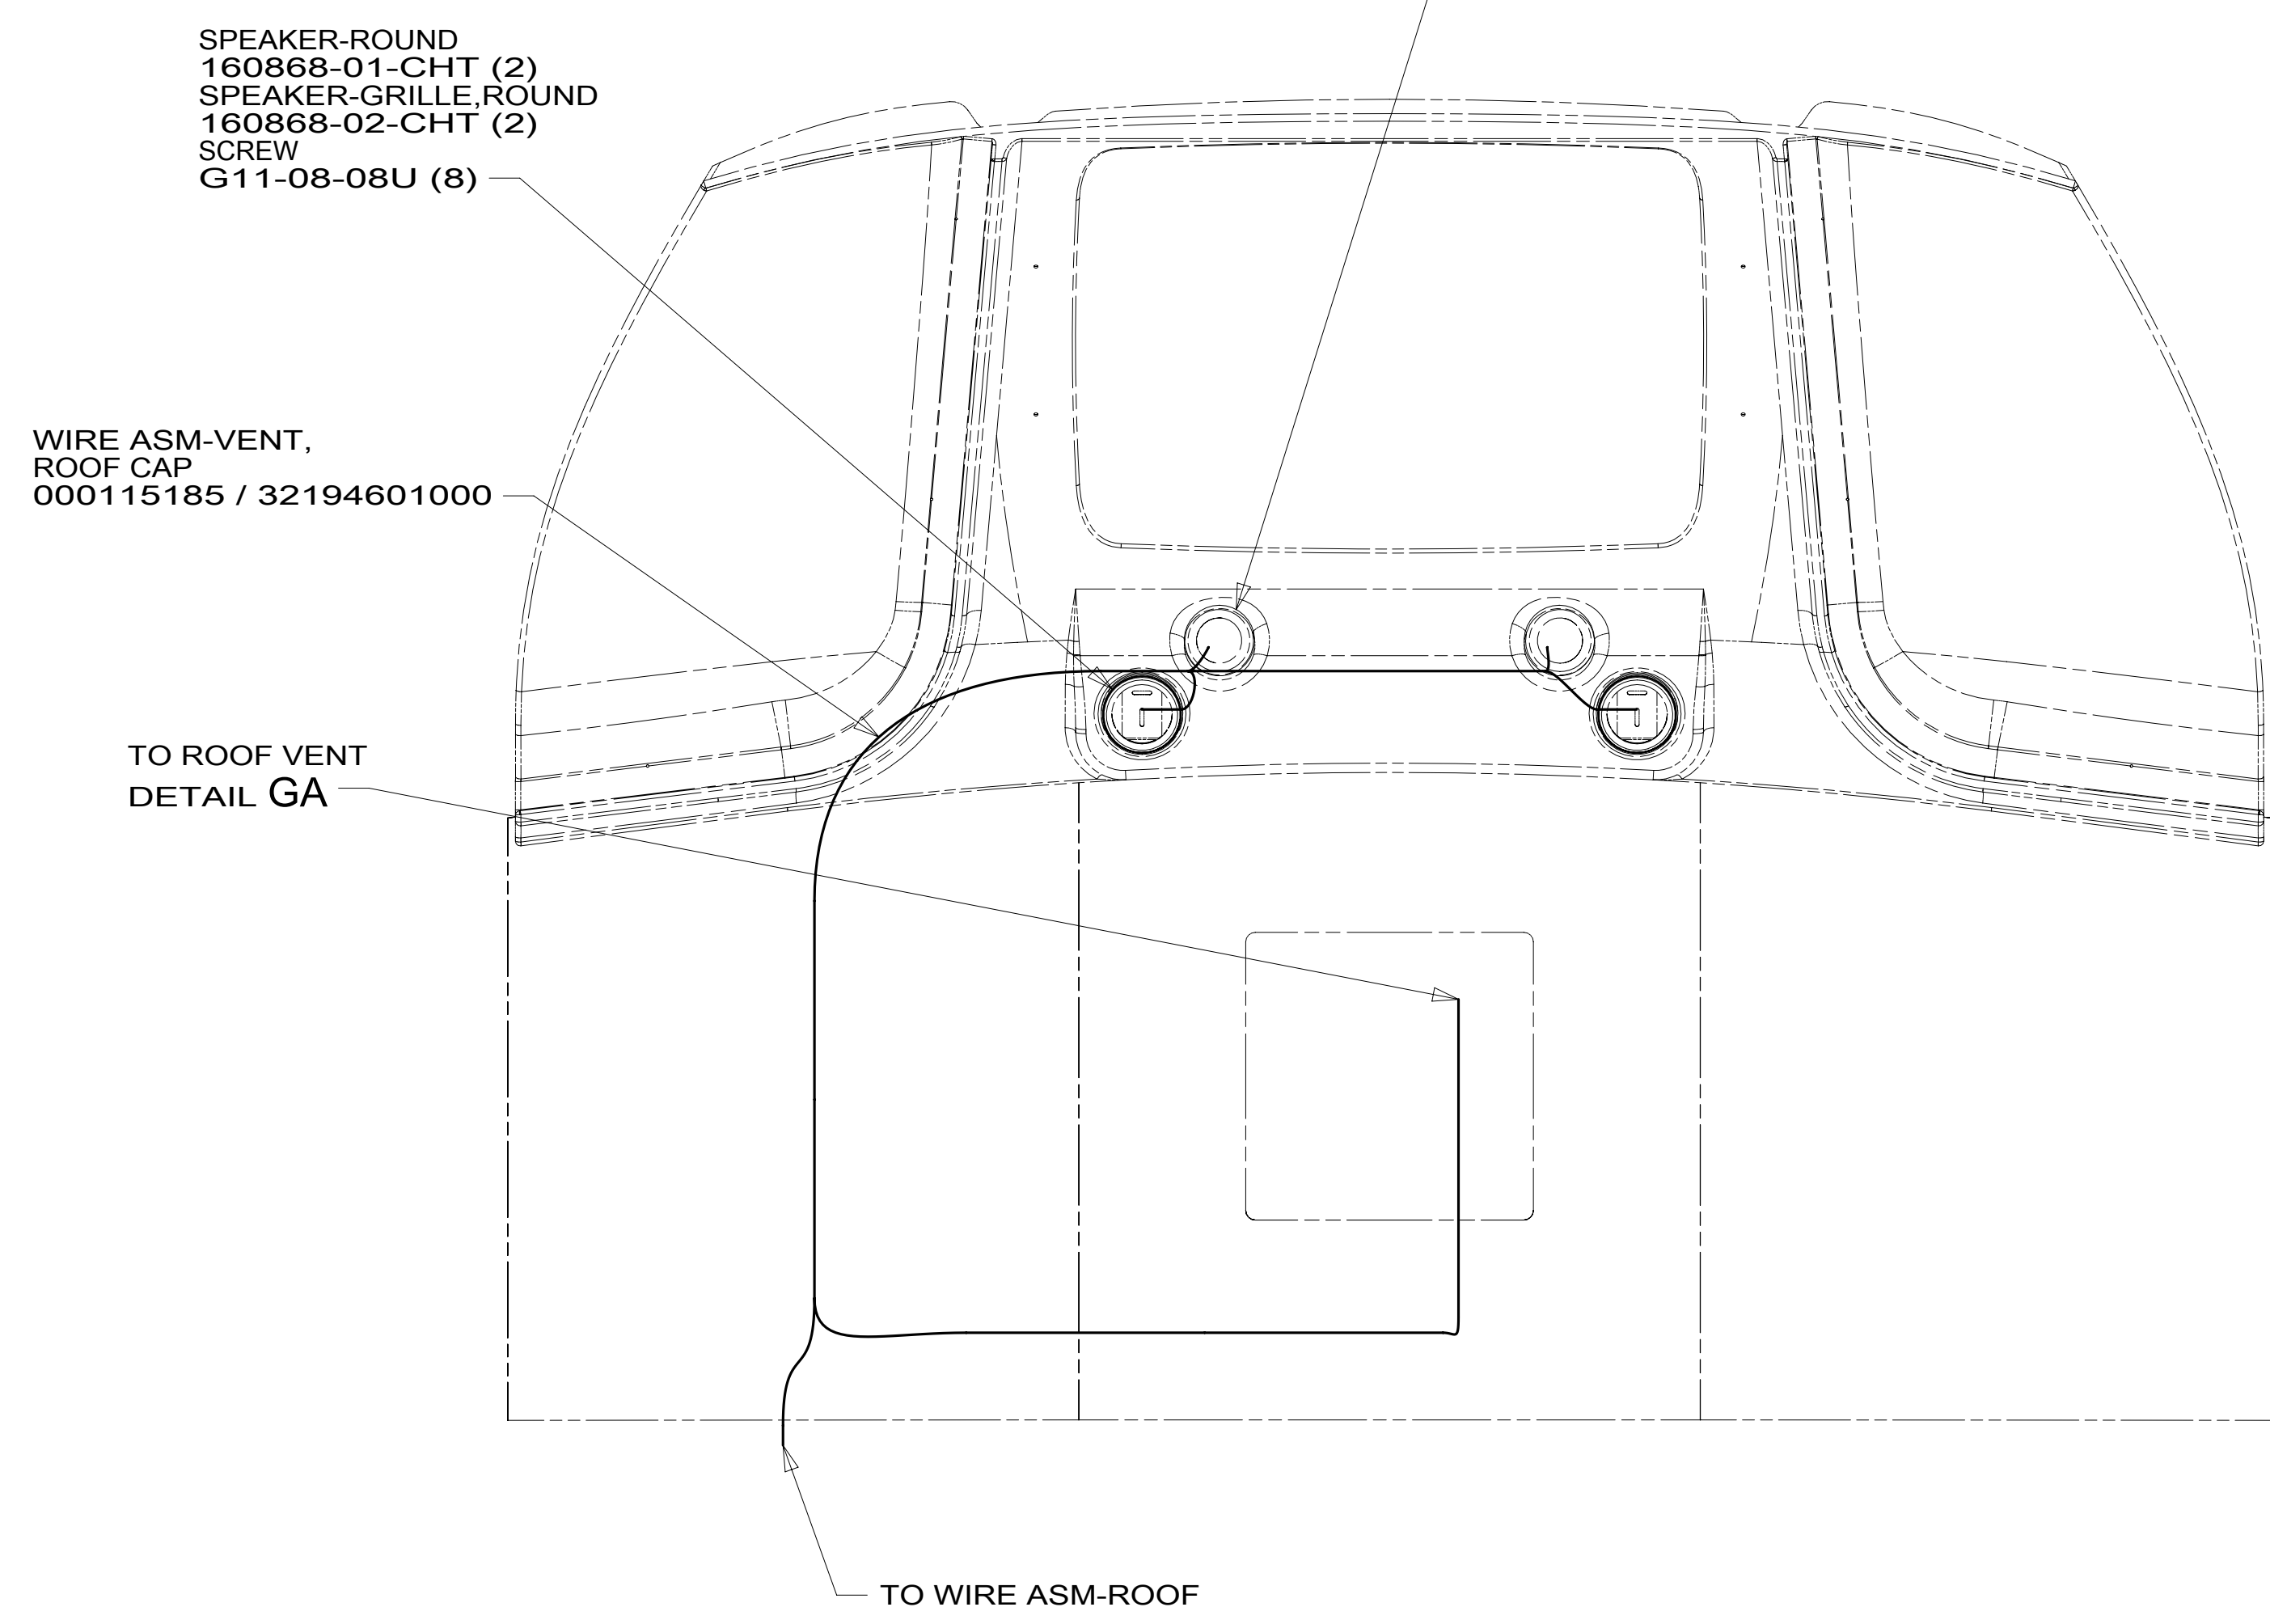 SPEAKER-ROUND
160868-01-CHT (2)
SPEAKER-GRILLE,ROUND
160868-02-CHT (2)
SCREW
G11-08-08U (8)
WIRE ASM-VENT,
ROOF CAP
000115185 / 32194601000
TO ROOF VENT
DETAIL GA
TO WIRE ASM-ROOF